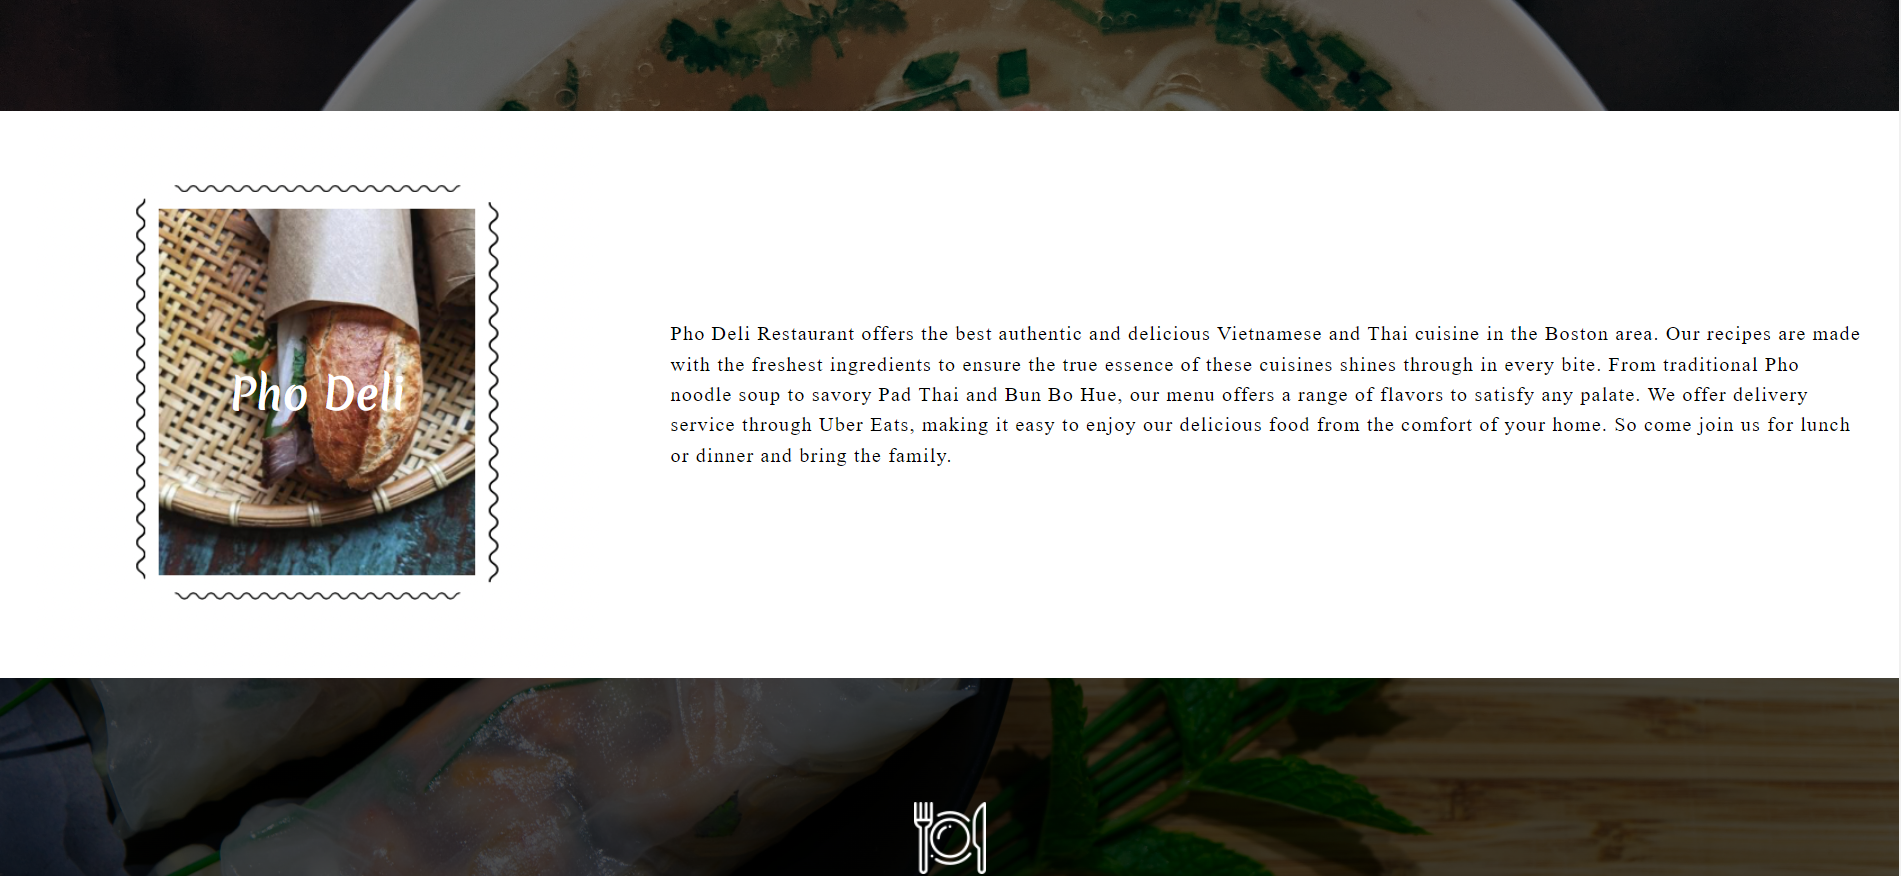 Pho Deli
Pho Deli Restaurant offers the best authentic and delicious Vietnamese and Thai cuisine in the Boston area. Our recipes are made
with the freshest ingredients to ensure the true essence of these cuisines shines through in every bite. From traditional Pho
noodle soup to savory Pad Thai and Bun Bo Hue, our menu offers a range of flavors to satisfy any palate. We offer delivery
service through Uber Eats, making it easy to enjoy our delicious food from the comfort of your home. So come join us for lunch
or dinner and bring the family.